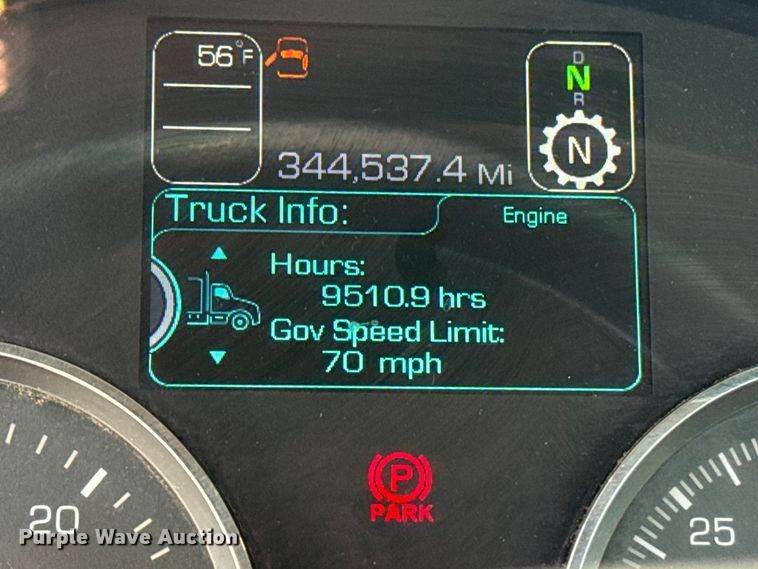 56°F
D
N
R
N
344,537.4 Mi
Truck Info:
Engine
Hours:
9510.9 hrs
Gov Speed Limit:
70 mph
P
PARK
20
25
Purple Wave Auction